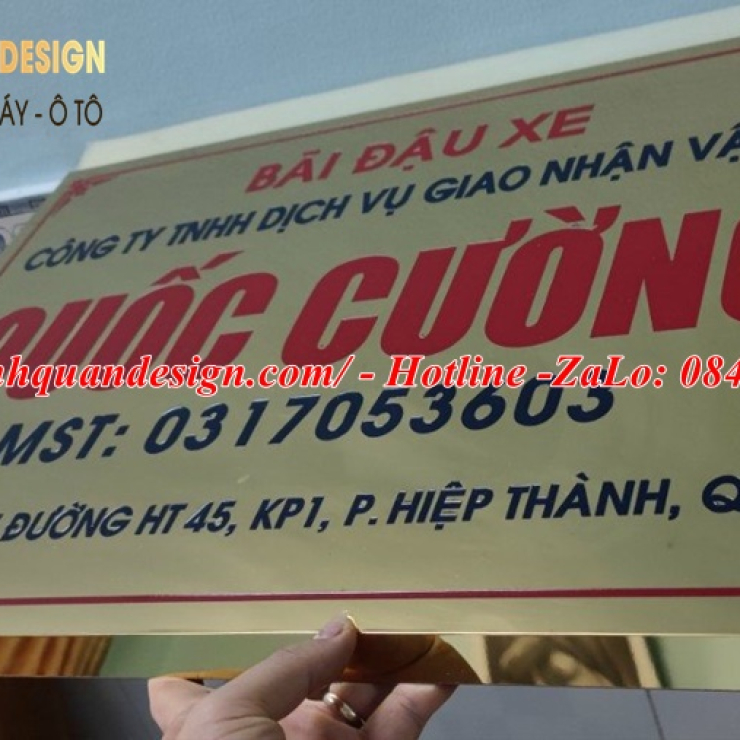 DESIGN
ÁY - Ô TÔ
BÃI ĐẬU XE
CÔNG TY TNHH DỊCH VỤ GIAO NHẬN VẬ
QUỐC CƯỜNG
nhquandesign.com/ - Hotline -ZaLo: 084
MST: 0317053603
ĐƯỜNG HT 45, KP1, P. HIỆP THÀNH, Q